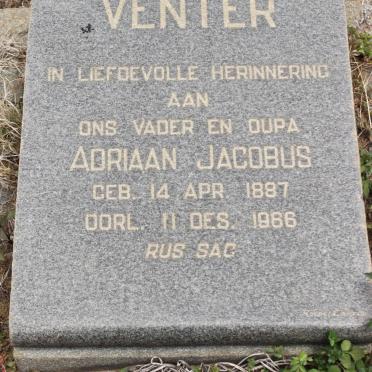 VENTER
IN LIEFDEVOLLE HERINNERING
AAN
ONS VADER EN OUPA
ADRIAAN JACOBUS
GEB. 14 APR 1887
OORL. 11 DES. 1966
RUS SAG